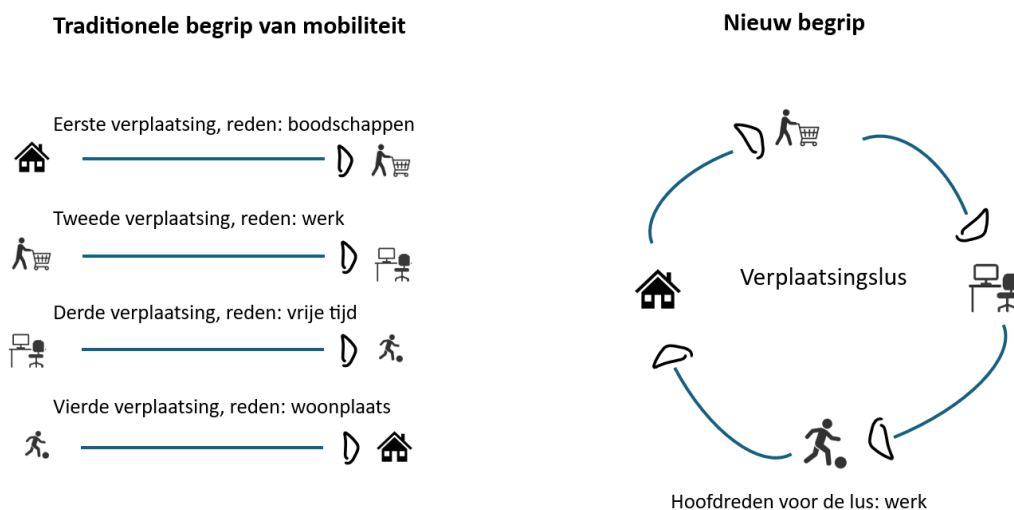 Traditionele begrip van mobiliteit
Eerste verplaatsing, reden: boodschappen
Tweede verplaatsing, reden: werk
Derde verplaatsing, reden: vrije tijd
Vierde verplaatsing, reden: woonplaats
Nieuw begrip
Verplaatsingslus
Hoofdreden voor de lus: werk